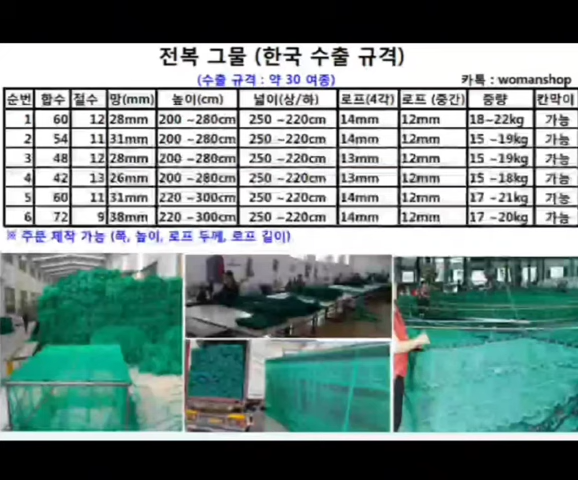 전복 그물 (한국 수출 규격)
(수출 규격 : 약 30 여종)
카톡 : womanshop
순번 합수 절수 망(mm) 높이(cm) 넓이(상/하) 로프(4각) 로프 (중간) 중량 칸막이
1 60 12 28mm 200 ~280cm 250 ~220cm 14mm 12mm 18~22kg 가능
2 54 11 31mm 200 ~280cm 250 ~220cm 14mm 12mm 15 ~19kg 가능
3 48 12 28mm 200 ~280cm 250 ~220cm 13mm 12mm 15 ~19kg 가능
4 42 13 26mm 200 ~280cm 250 ~220cm 13mm 12mm 15 ~18kg 가능
5 60 11 31mm 220 ~300cm 250 ~220cm 14mm 12mm 17 ~21kg 가능
6 72 9 38mm 220 ~300cm 250 ~220cm 14mm 12mm 17 ~20kg 가능
※ 주문 제작 가능 (폭, 높이, 로프 두께, 로프 길이)